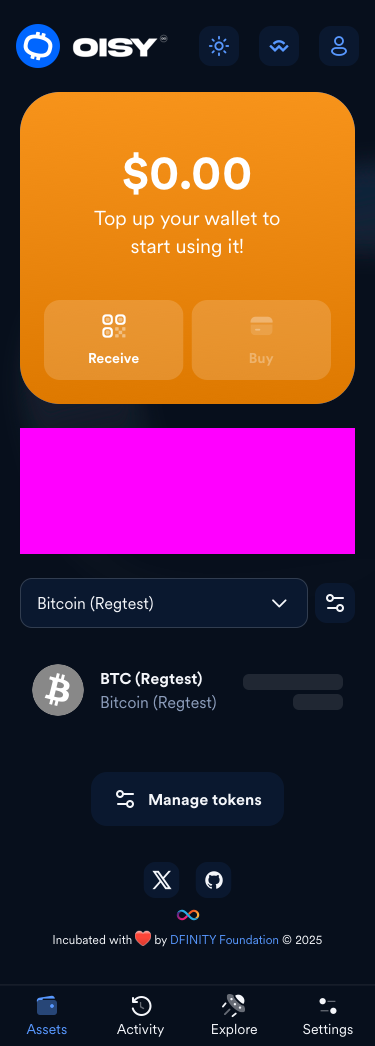 OISY
$0.00
Top up your wallet to
start using it!
Receive
Buy
Bitcoin (Regtest)
BTC (Regtest)
Bitcoin (Regtest)
Manage tokens
Incubated with ❤️ by DFINITY Foundation © 2025
Assets
Activity
Explore
Settings